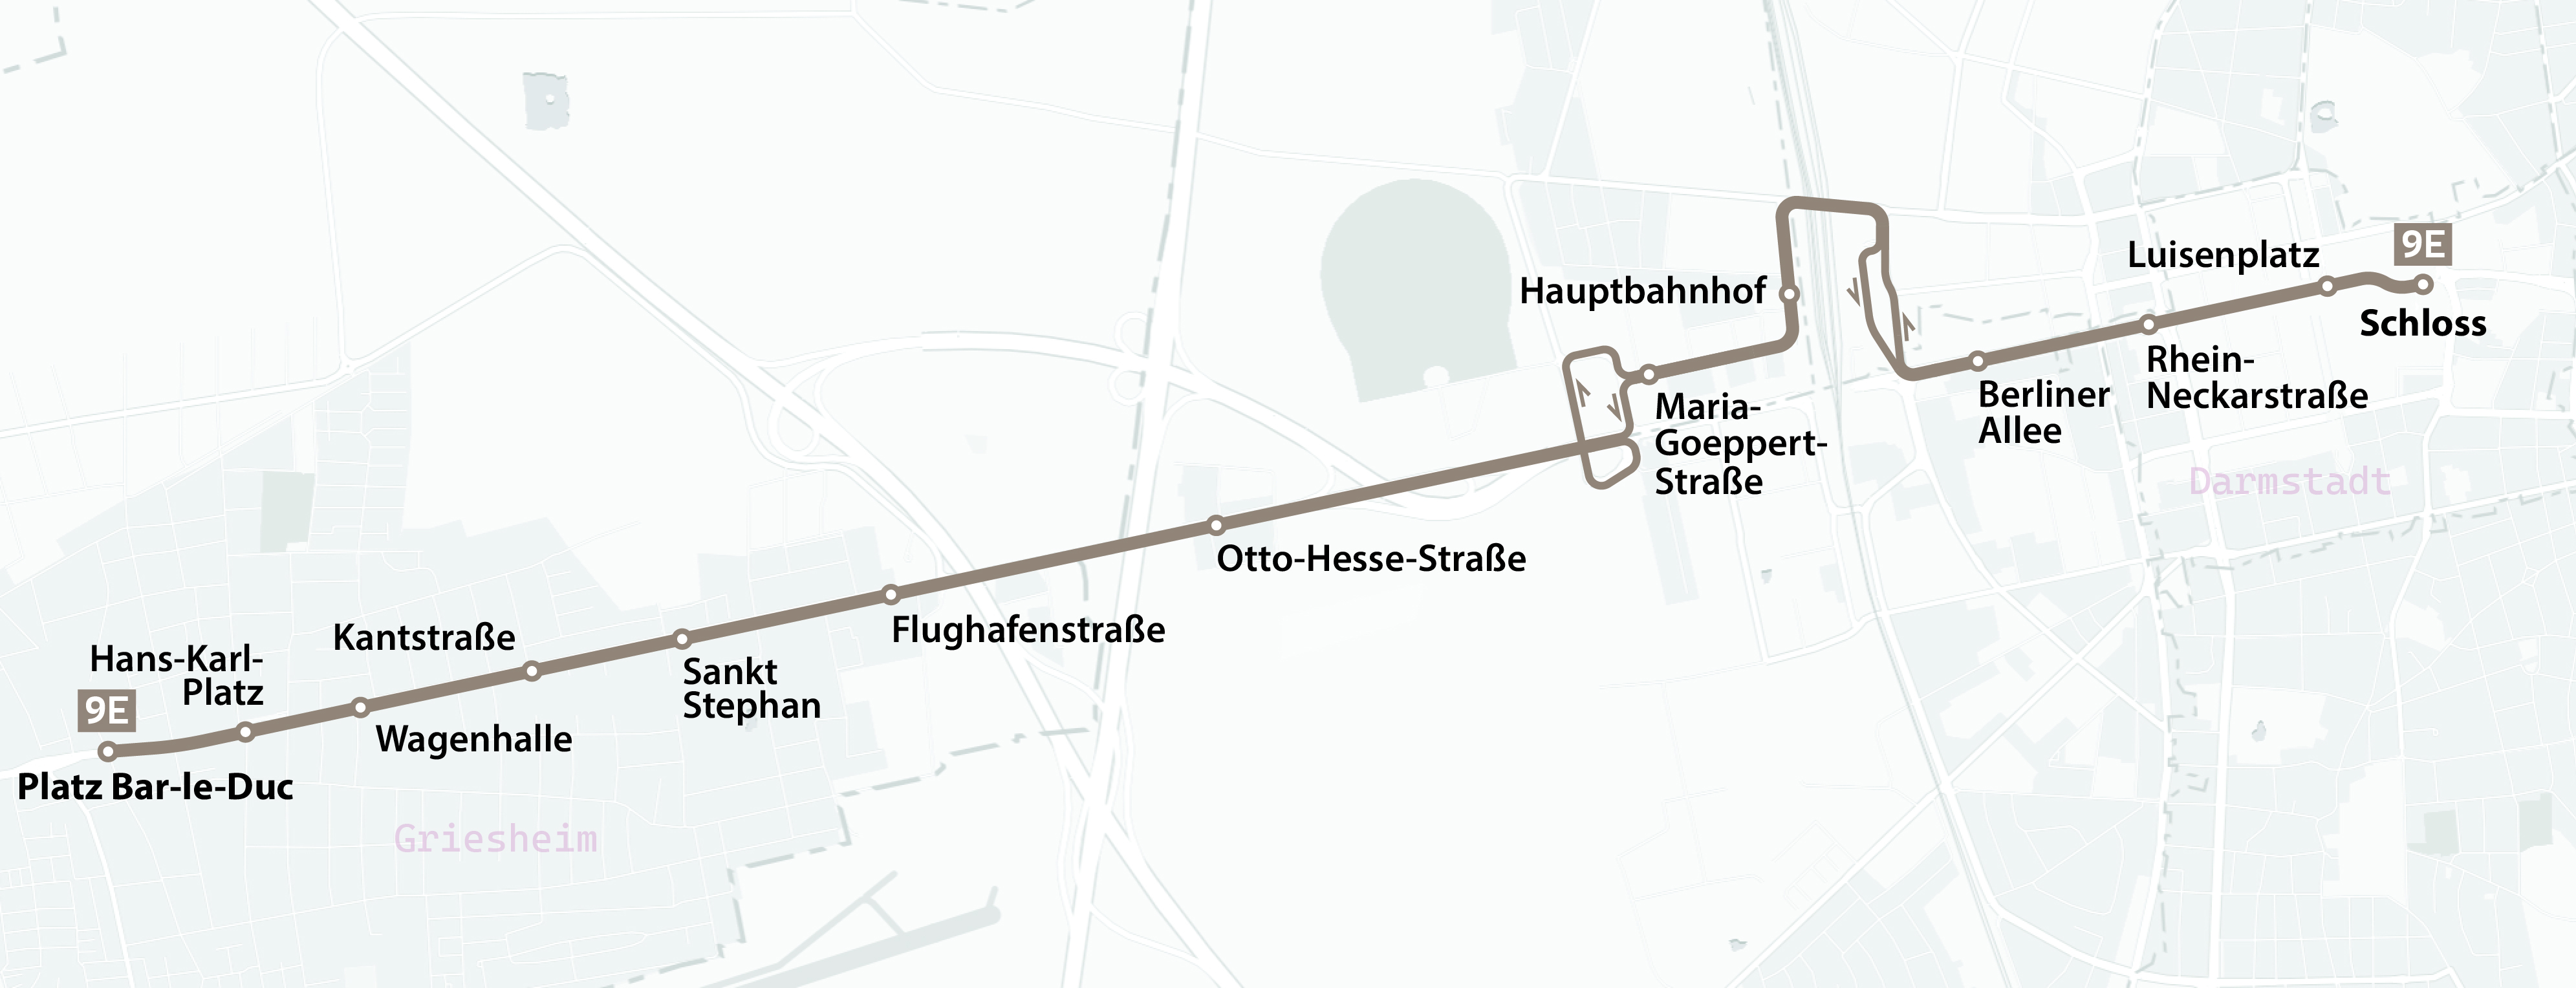 9E
Luisenplatz
Schloss
Hauptbahnhof
Rhein-
Neckarstraße
Berliner
Allee
Maria-
Goeppert-
Straße
Darmstadt
Otto-Hesse-Straße
Flughafenstraße
Sankt
Stephan
Kantstraße
Wagenhalle
Hans-Karl-
Platz
9E
Platz Bar-le-Duc
Griesheim